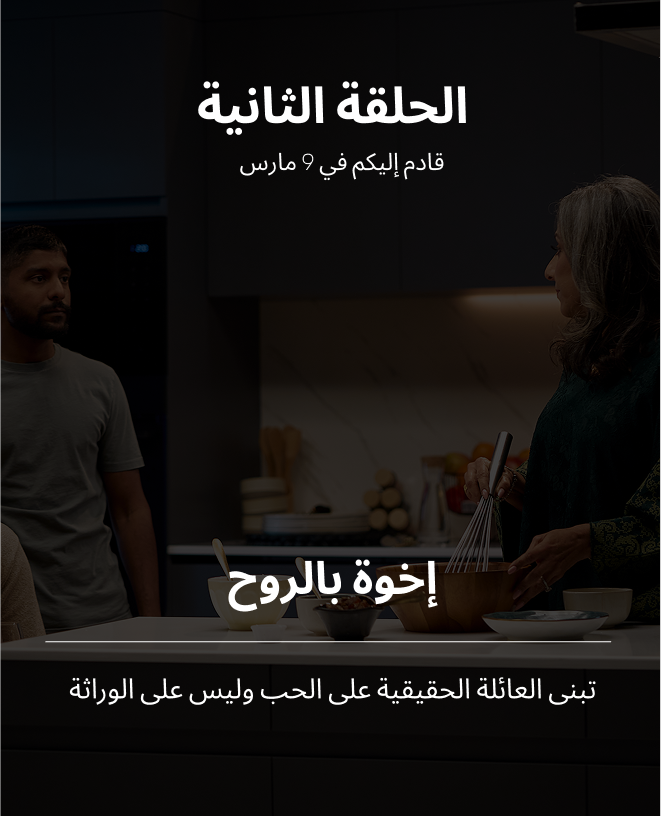 الحلقة الثانية
قادم إليكم في 9 مارس
إخوة بالروح
تبنى العائلة الحقيقية على الحب وليس على الوراثة